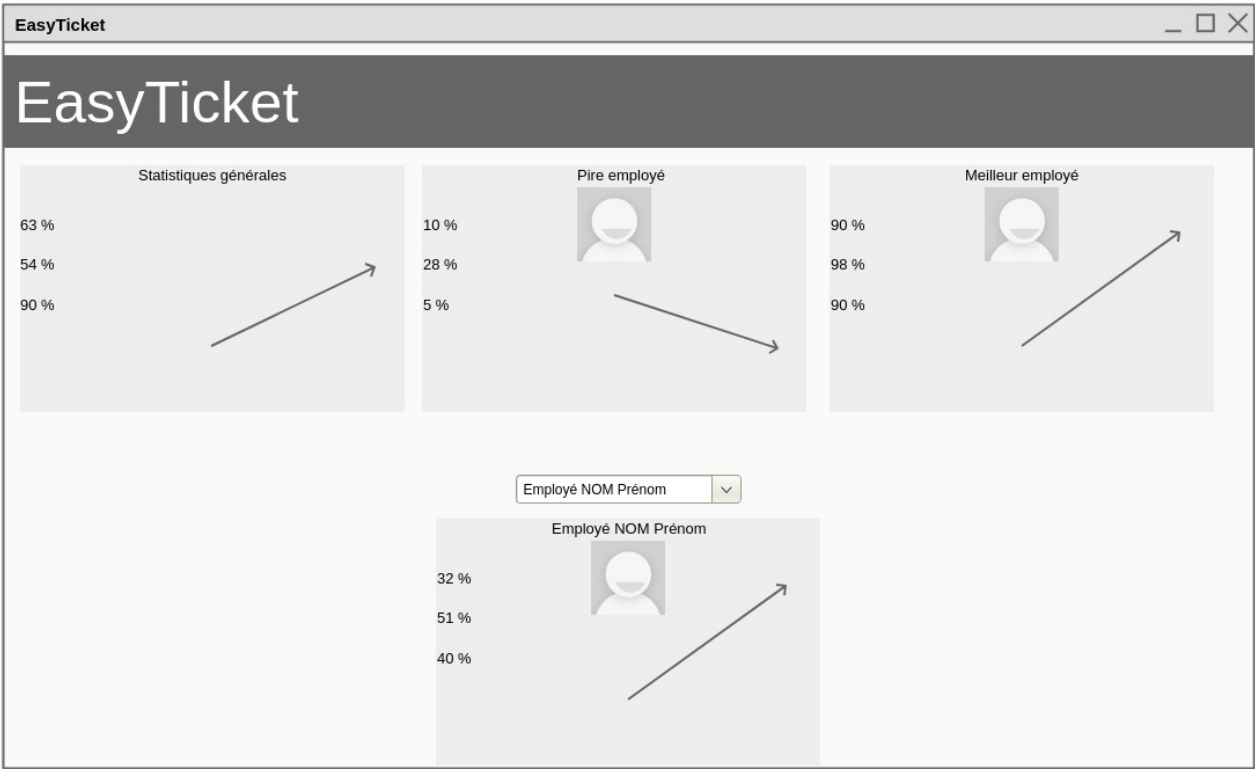 EasyTicket
EasyTicket
Statistiques générales
63 %
54 %
90 %
Pire employé
10 %
28 %
5 %
Meilleur employé
90 %
98 %
90 %
Employé NOM Prénom
Employé NOM Prénom
32 %
51 %
40 %